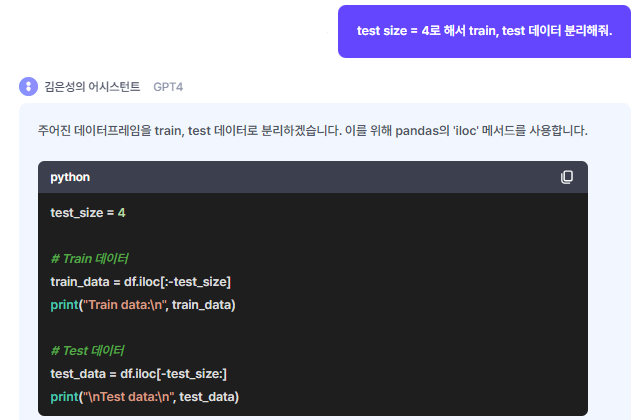 test size = 4로 해서 train, test 데이터 분리해줘.
김은성의 어시스턴트 GPT4
주어진 데이터프레임을 train, test 데이터로 분리하겠습니다. 이를 위해 pandas의 'iloc' 메서드를 사용합니다.
python
test_size = 4
# Train 데이터
train_data = df.iloc[:-test_size]
print("Train data:\n", train_data)
# Test 데이터
test_data = df.iloc[-test_size:]
print("\nTest data:\n", test_data)